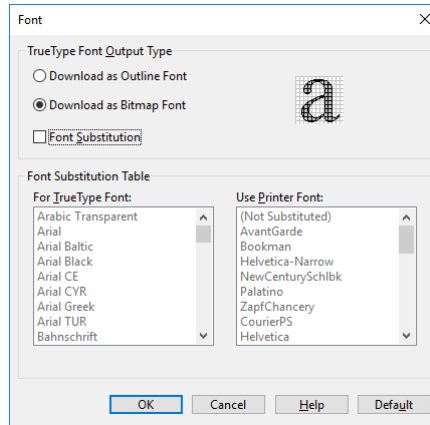 Font
TrueType Font Output Type
Download as Outline Font
Download as Bitmap Font
a
Font Substitution
Font Substitution Table
For TrueType Font:
Arabic Transparent
Arial
Arial Baltic
Arial Black
Arial CE
Arial CYR
Arial Greek
Arial TUR
Bahnschrift
Use Printer Font:
(Not Substituted)
AvantGarde
Bookman
Helvetica-Narrow
NewCenturySchlbk
Palatino
ZapfChancery
CourierPS
Helvetica
OK Cancel Help Default